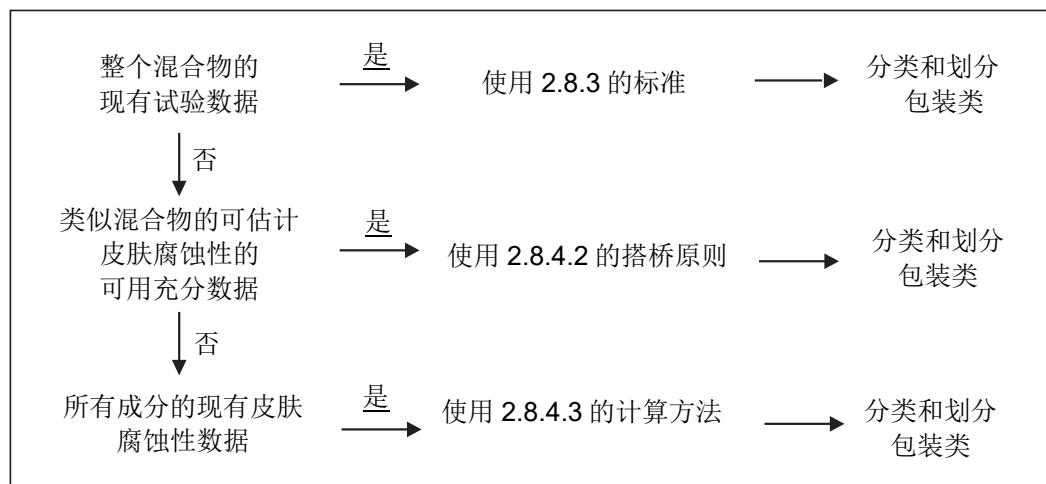 整个混合物的
现有试验数据
是
使用 2.8.3 的标准
分类和划分
包装类
否
类似混合物的可估计
皮肤腐蚀性的
可用充分数据
是
使用 2.8.4.2 的搭桥原则
分类和划分
包装类
否
所有成分的现有皮肤
腐蚀性数据
是
使用 2.8.4.3 的计算方法
分类和划分
包装类